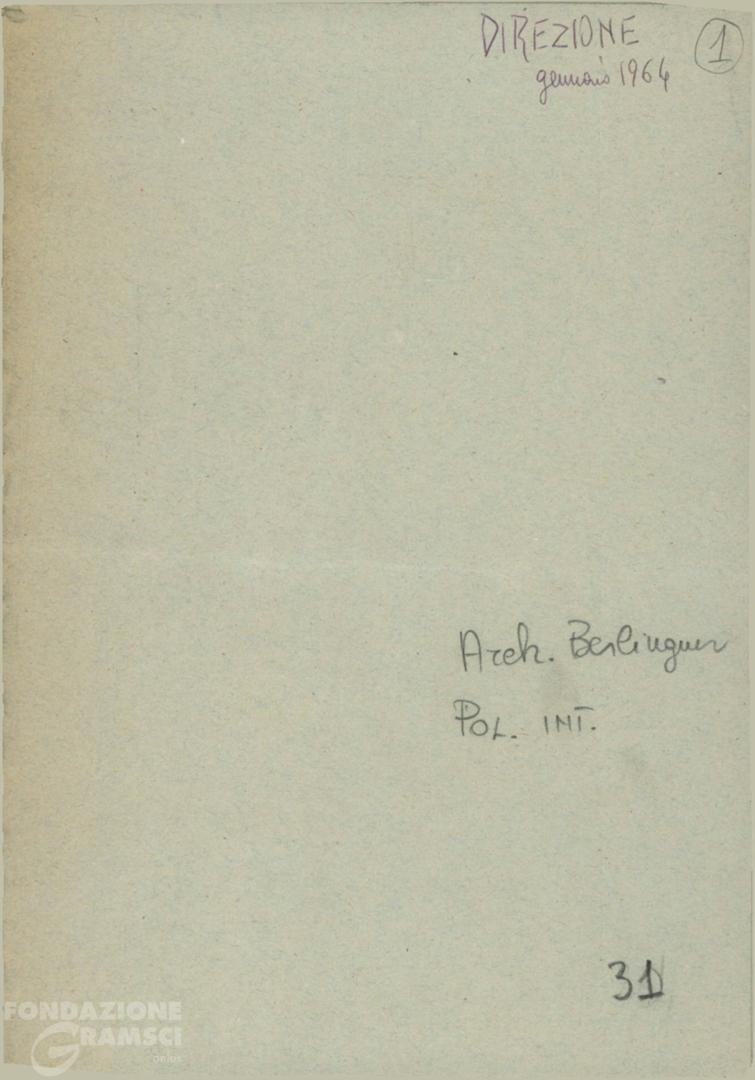 DIREZIONE
1
gennaio 1964
Arch. Berlinguer
POL. INT.
31
FONDAZIONE
GRAMSCI
onlus